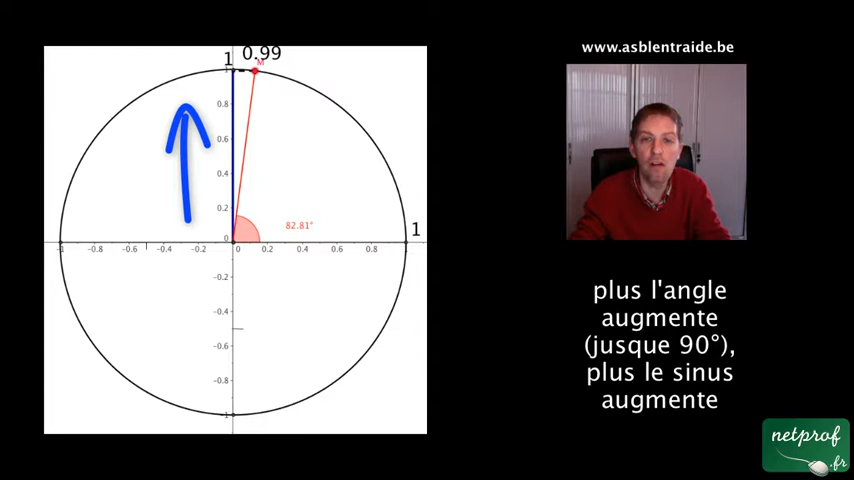 www.asblentraide.be
1 0.99
M
1
0.8
0.6
0.4
0.2
0
82.81°
1
-1 -0.8 -0.6 -0.4 -0.2 0 0.2 0.4 0.6 0.8 1
-0.2
-0.4
-0.6
-0.8
-1
plus l'angle
augmente
(jusque 90°),
plus le sinus
augmente
netprof
.fr